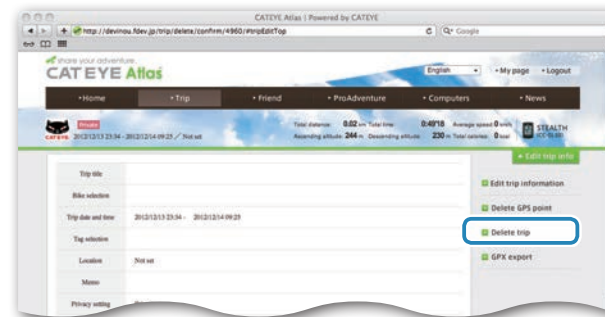 CATEYE Atlas | Powered by CATEYE
http://devinou.fdev.jp/trip/delete/confirm/4960/#tripEditTop
Google
share your adventure.
CATEYE Atlas
English
My page
Logout
Home
Trip
Friend
ProAdventure
Computers
News
Private
2012/12/13 23:34 - 2012/12/14 09:25 / Not set
Total distance: 0.02 km Total time: 0:49'18 Average speed 0 km/h
Ascending altitude: 244 m Descending altitude: 230 m Total calories: 0 kcal
CATEYE
STEALTH
Edit trip info
Trip title
Bike selection
Trip date and time 2012/12/13 23:34 - 2012/12/14 09:25
Tag selection
Location Not set
Memo
Privacy setting
Edit trip information
Delete GPS point
Delete trip
GPX export